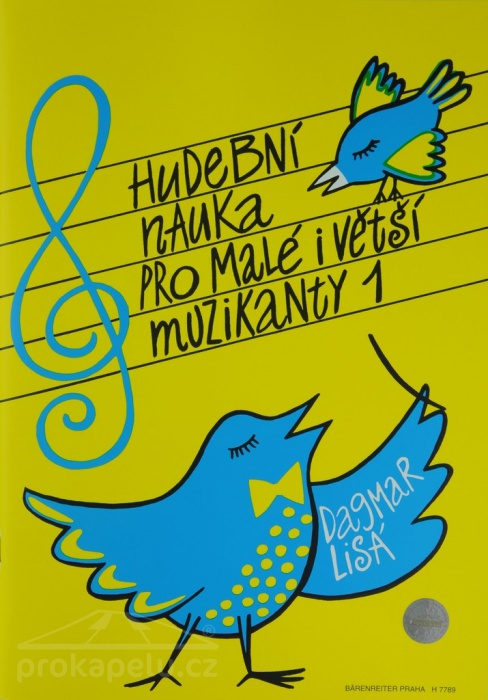 HUDEBNÍ
NAUKA
PRO MALÉ i VĚTŠÍ
MUZIKANTY 1
DAGMAR
LISÁ
prokapelu.cz
BÄRENREITER PRAHA H 7789